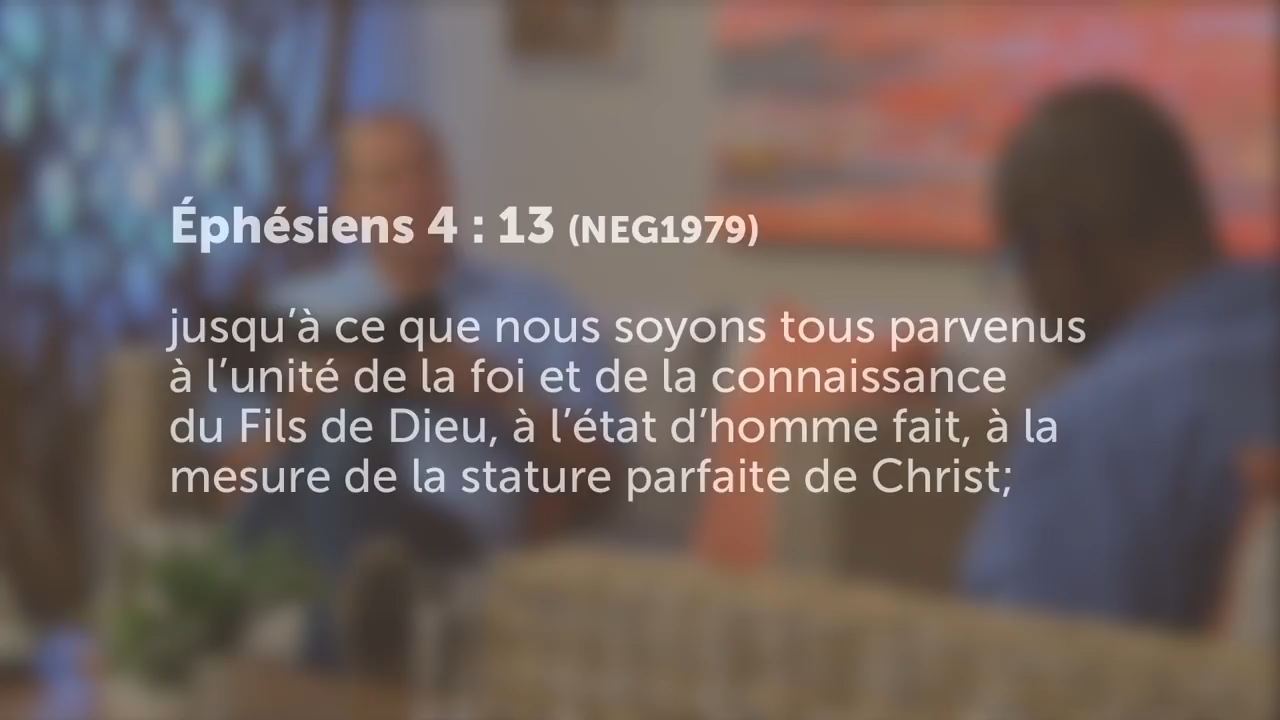 Éphésiens 4 : 13 (NEG1979)
jusqu’à ce que nous soyons tous parvenus
à l’unité de la foi et de la connaissance
du Fils de Dieu, à l’état d’homme fait, à la
mesure de la stature parfaite de Christ;